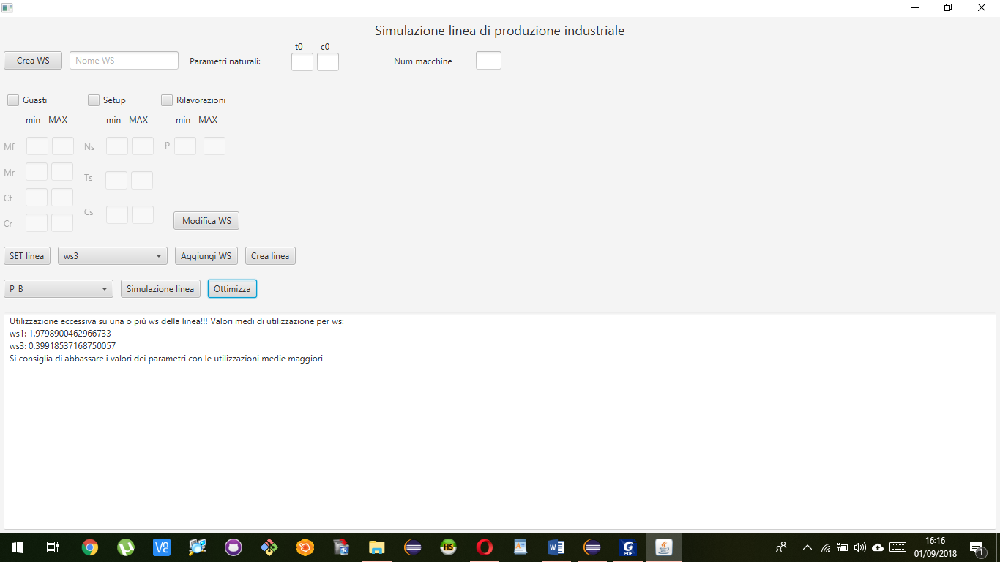 Simulazione linea di produzione industriale
t0 c0
Crea WS Nome WS Parametri naturali: Num macchine
Guasti Setup Rilavorazioni
min MAX min MAX min MAX
Mf Ns p
Mr Ts
Cf
Cs
Cr Modifica WS
SET linea ws3 Aggiungi WS Crea linea
P_B Simulazione linea Ottimizza
Utilizzazione eccessiva su una o più ws della linea!!! Valori medi di utilizzazione per ws:
ws1: 1.9798900462966733
ws3: 0.39918537168750057
Si consiglia di abbassare i valori dei parametri con le utilizzazioni medie maggiori
HS
W
G
PDF
16:16
01/09/2018
1